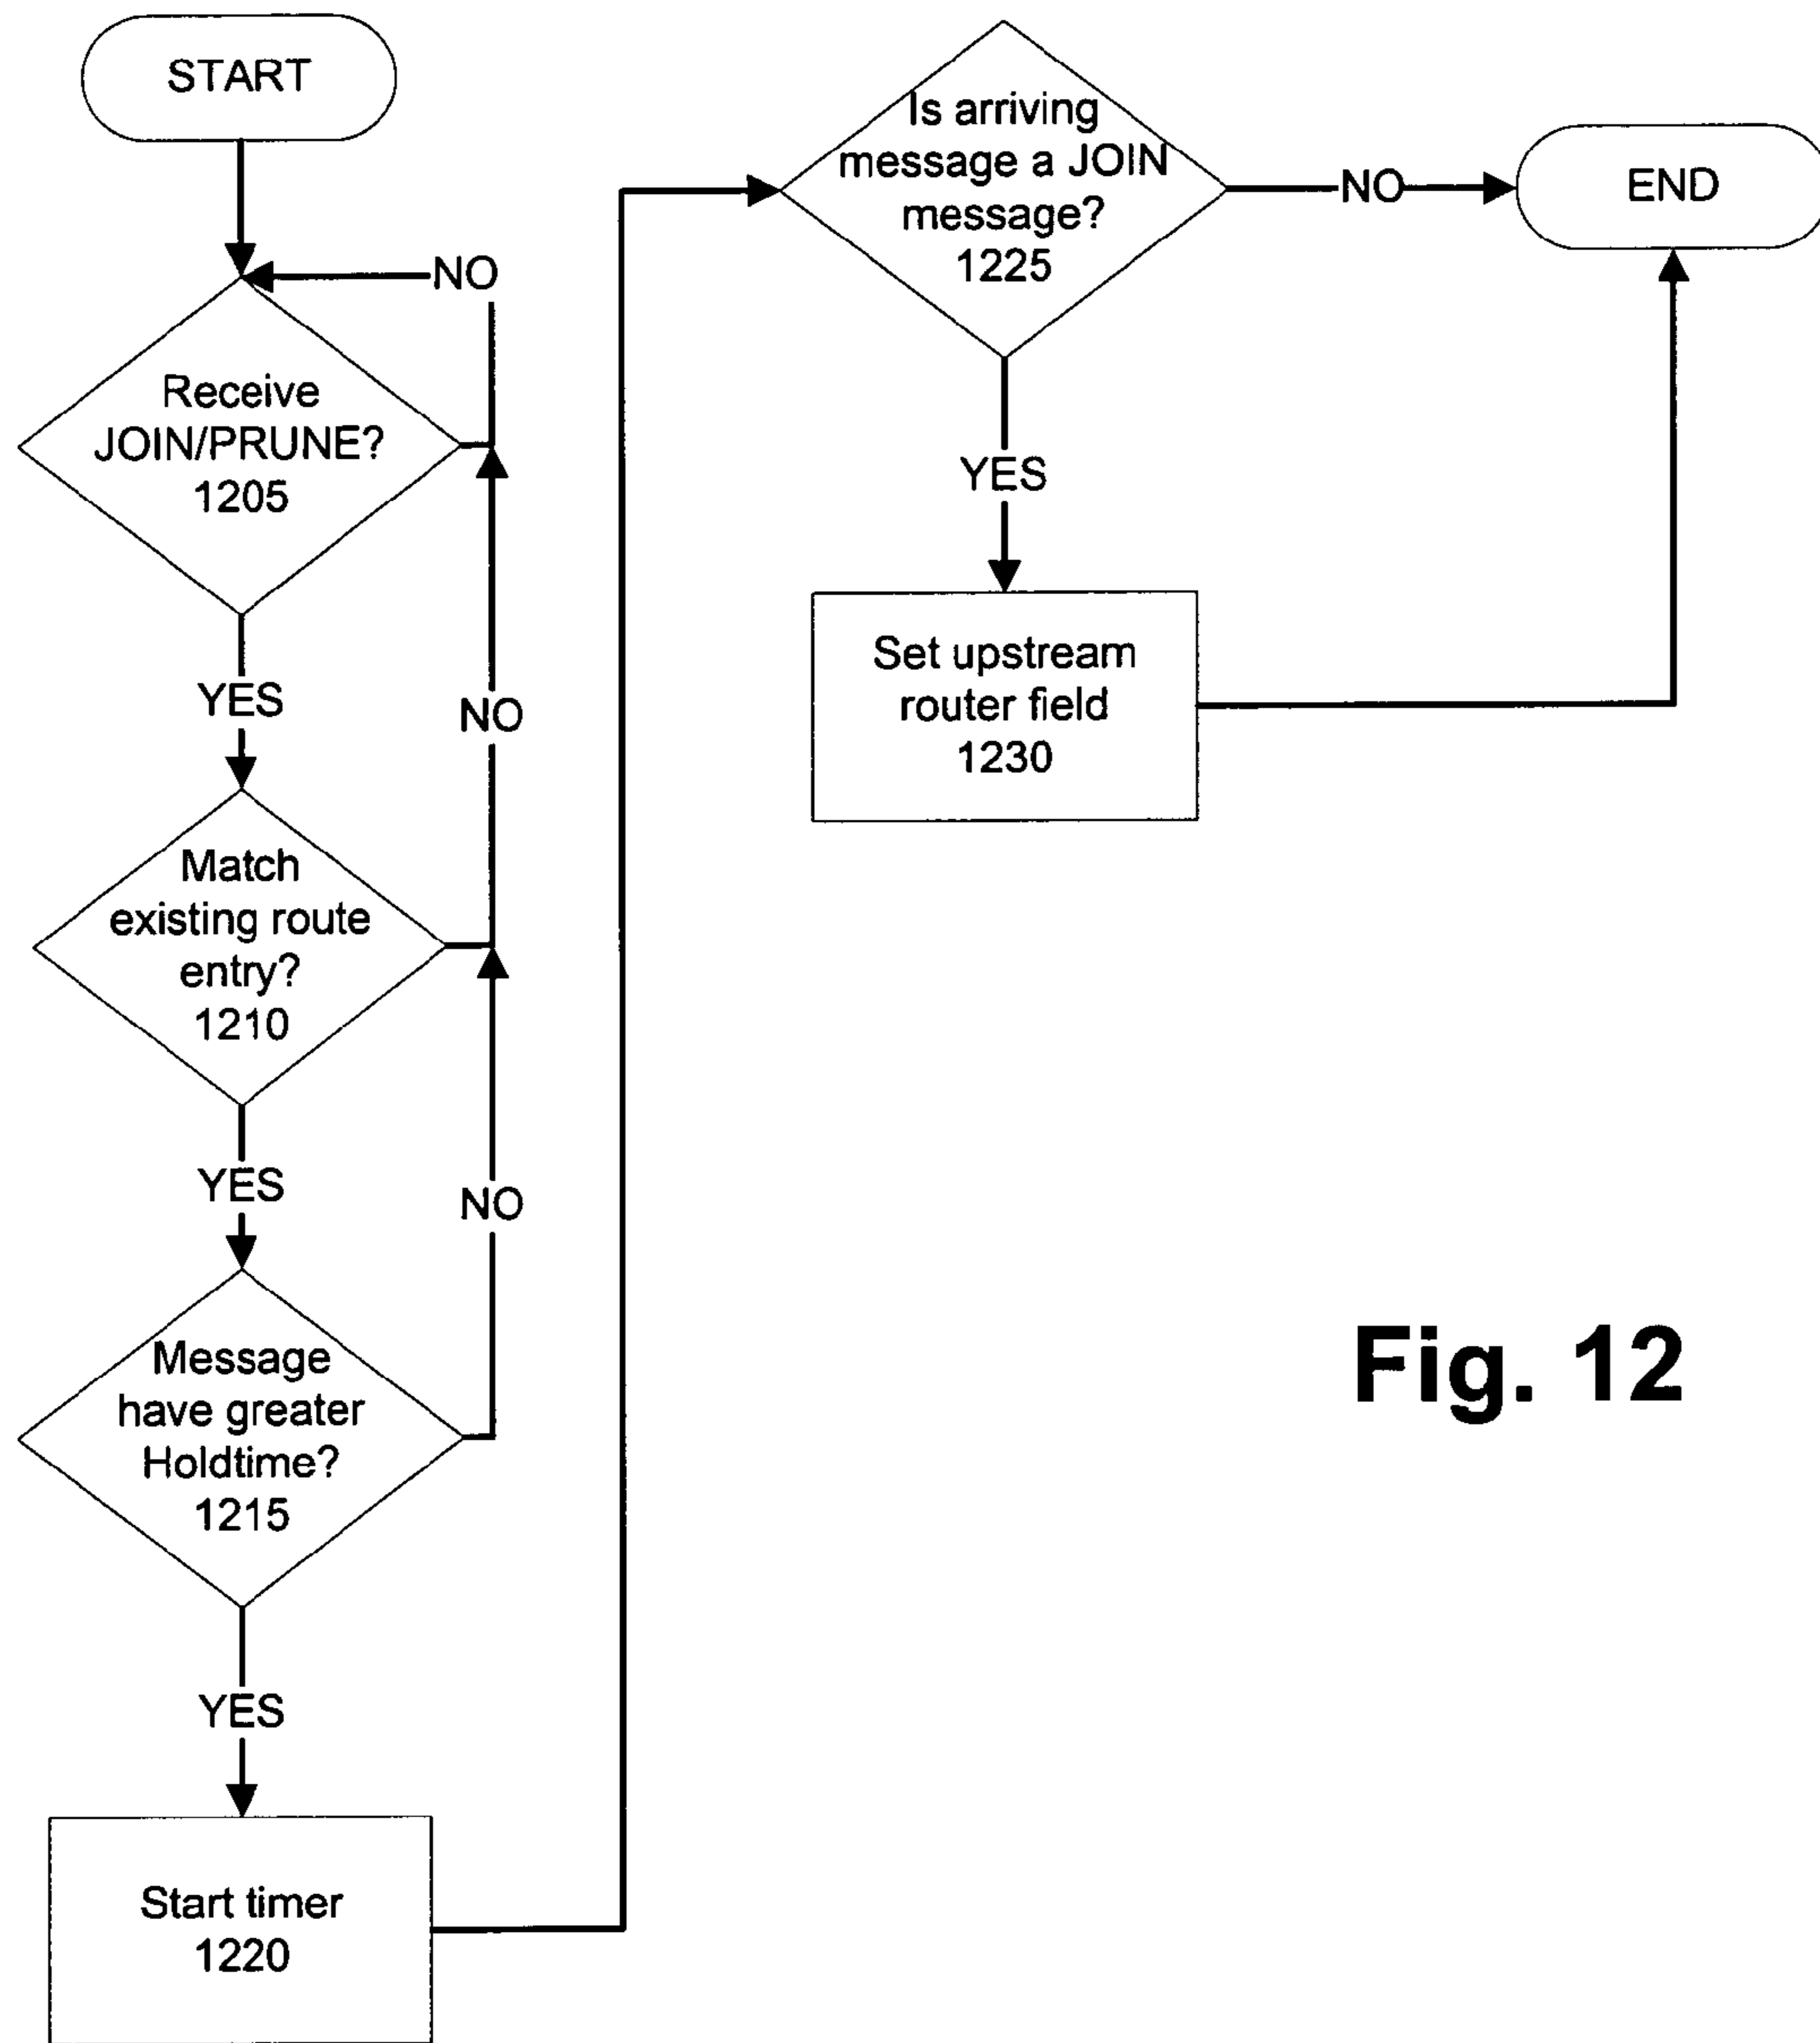 START
NO
Receive
JOIN/PRUNE?
1205
YES
NO
Match
existing route
entry?
1210
YES
NO
Message
have greater
Holdtime?
1215
YES
Start timer
1220
Is arriving
message a JOIN
message?
1225
NO
END
YES
Set upstream
router field
1230
Fig. 12